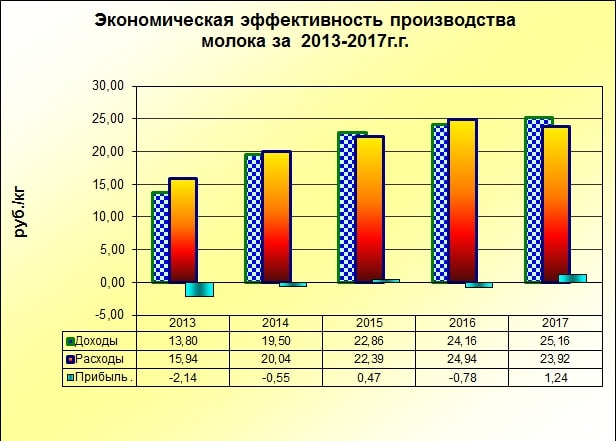 Экономическая эффективность производства
молока за 2013-2017г.г.
руб./кг
30,00
25,00
20,00
15,00
10,00
5,00
0,00
-5,00
2013 2014 2015 2016 2017
Доходы 13,80 19,50 22,86 24,16 25,16
Расходы 15,94 20,04 22,39 24,94 23,92
Прибыль . -2,14 -0,55 0,47 -0,78 1,24